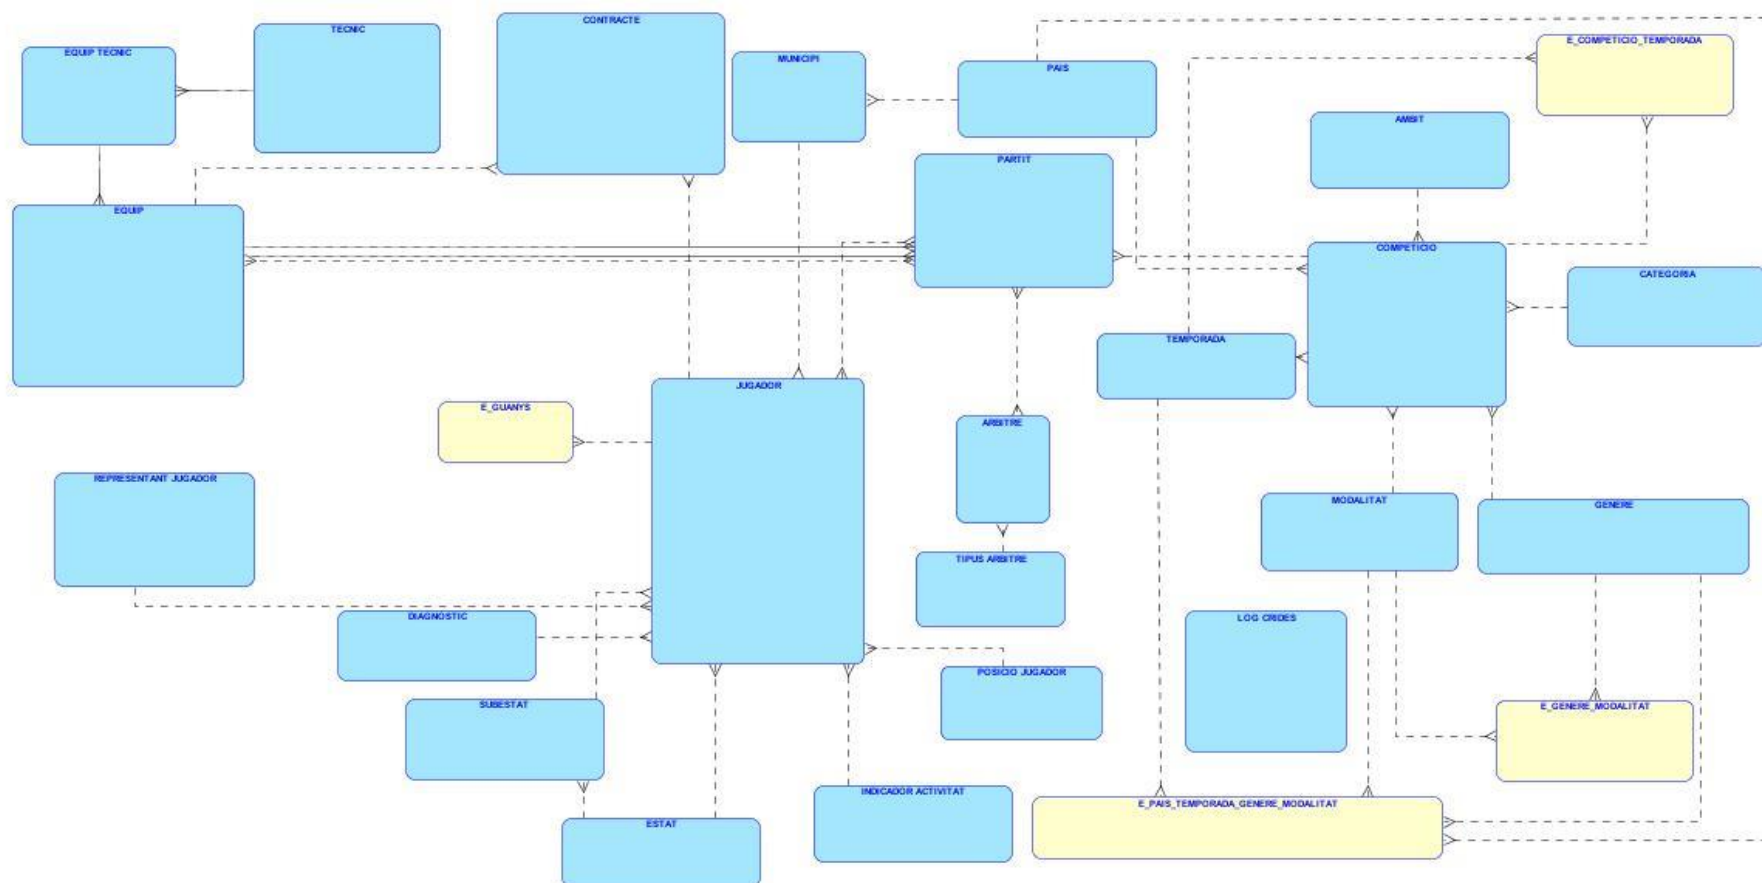 CONTRACTE
TECNIC
E_COMPETICIO_TEMPORADA
EQUIP TECNIC
MUNICIPI
PAIS
AMBIT
PARTIT
EQUIP
COMPETICIO
CATEGORIA
TEMPORADA
JUGADOR
E_GUANYS
ARBITRE
REPRESENTANT JUGADOR
MODALITAT
GENERE
TIPUS ARBITRE
DIAGNOSTIC
LOG CRIDES
POSICIO JUGADOR
SUBESTAT
E_GENERE_MODALITAT
INDICADOR ACTIVITAT
E_PAIS_TEMPORADA_GENERE_MODALITAT
ESTAT